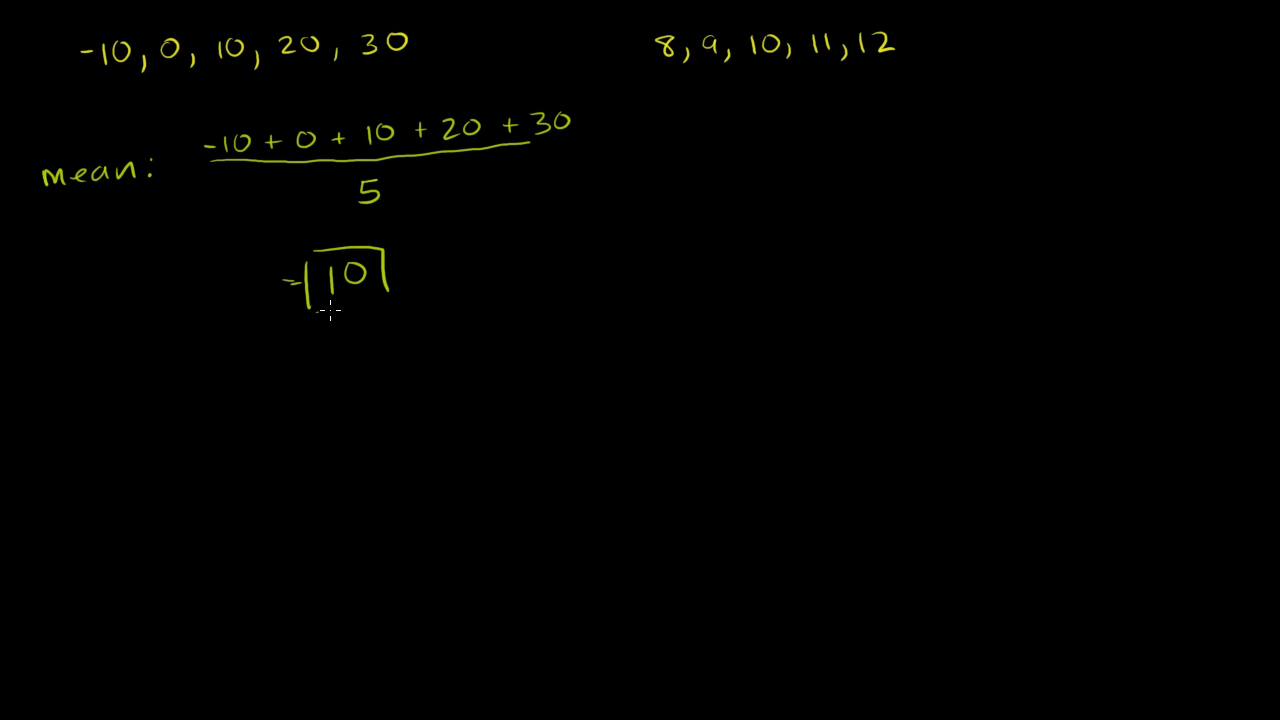 -10, 0, 10, 20, 30
8, 9, 10, 11, 12
mean:
-10 + 0 + 10 + 20 + 30
5
= 10